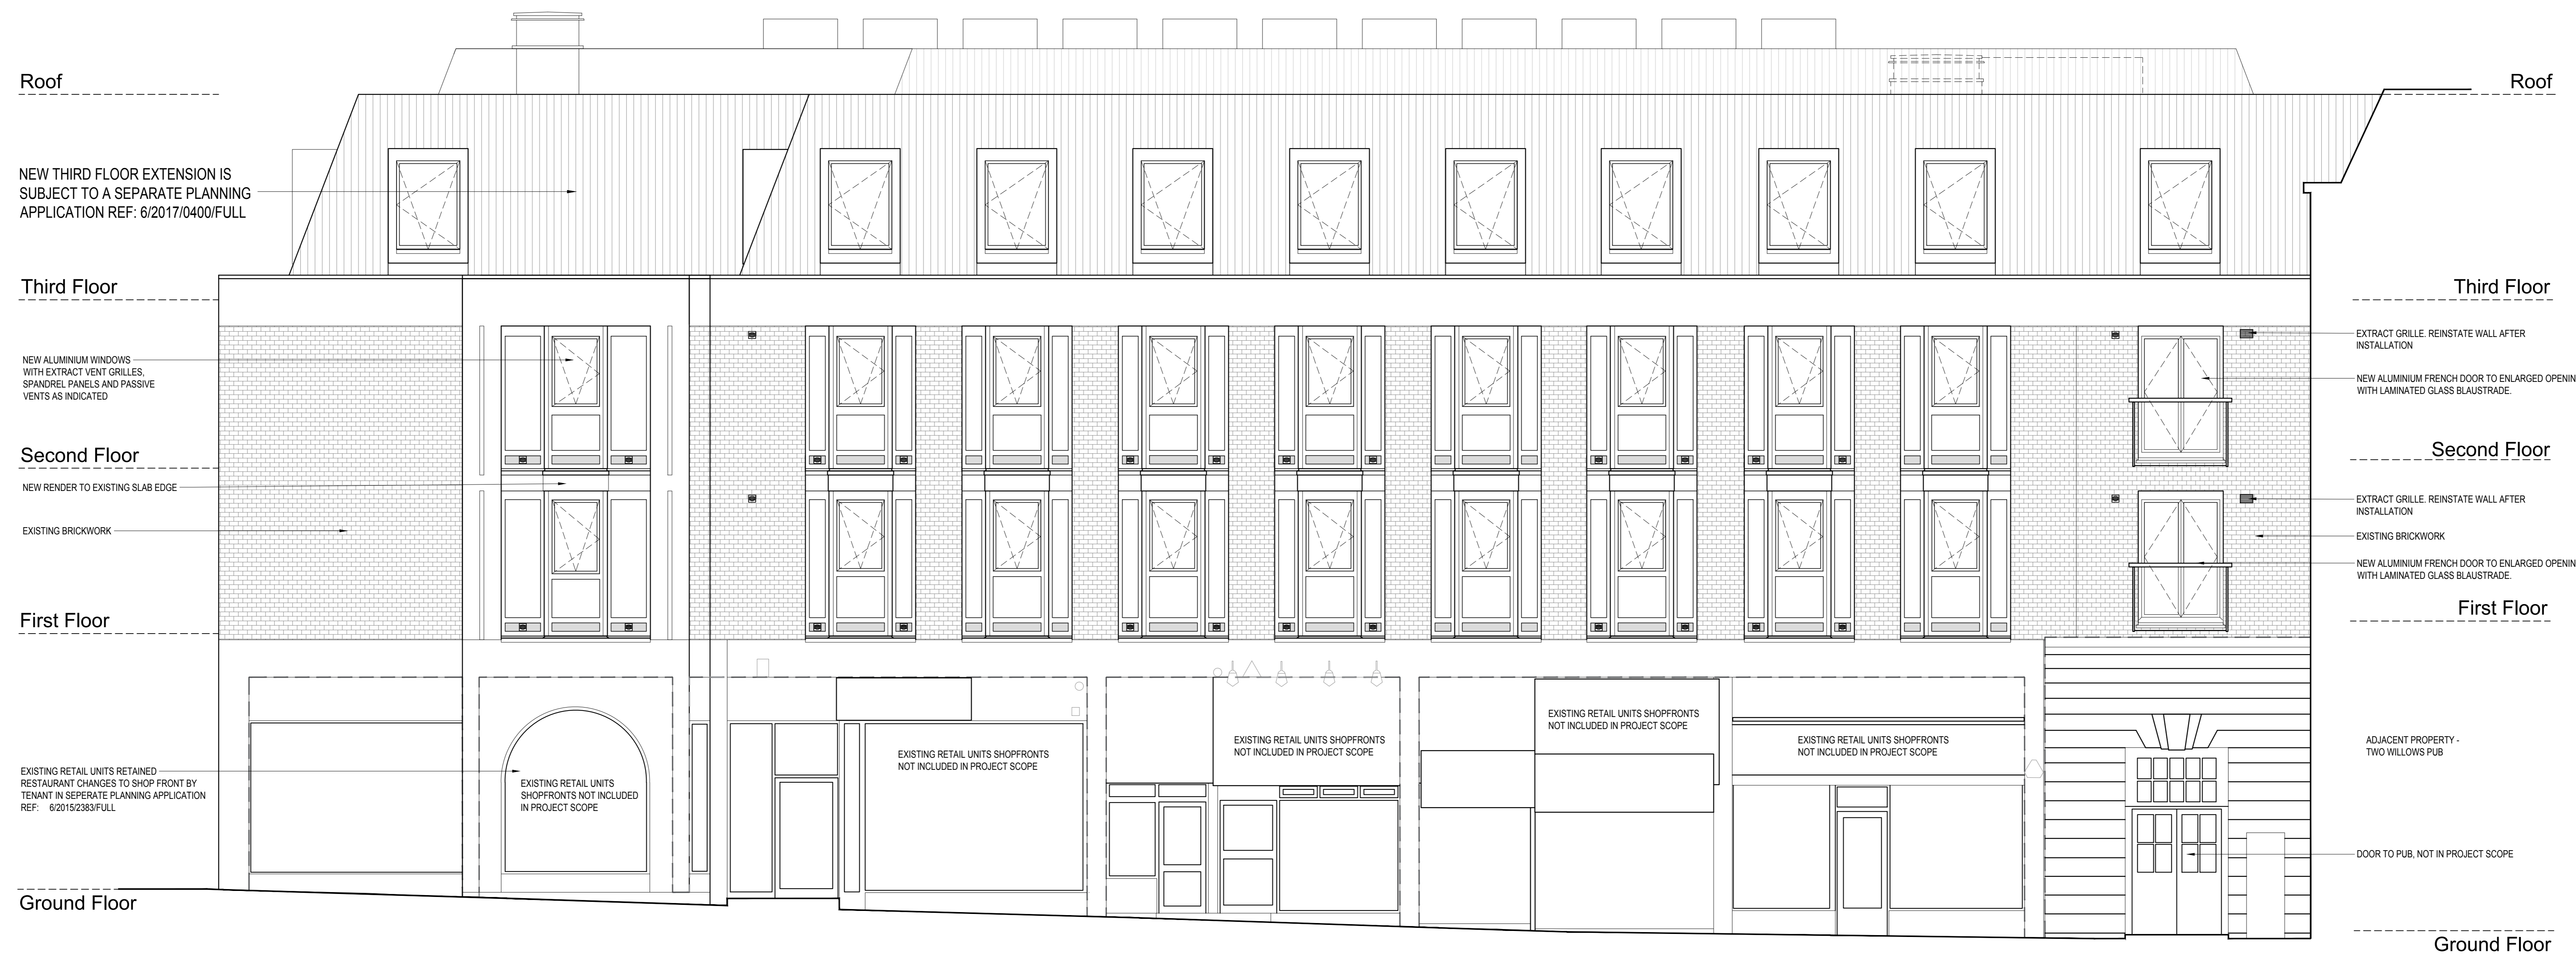 Roof
Roof
NEW THIRD FLOOR EXTENSION IS
SUBJECT TO A SEPARATE PLANNING
APPLICATION REF: 6/2017/0400/FULL
Third Floor
Third Floor
NEW ALUMINIUM WINDOWS
WITH EXTRACT VENT GRILLES,
SPANDREL PANELS AND PASSIVE
VENTS AS INDICATED
EXTRACT GRILLE. REINSTATE WALL AFTER
INSTALLATION
NEW ALUMINIUM FRENCH DOOR TO ENLARGED OPENIN
WITH LAMINATED GLASS BLAUSTRADE.
Second Floor
Second Floor
NEW RENDER TO EXISTING SLAB EDGE
EXTRACT GRILLE. REINSTATE WALL AFTER
INSTALLATION
EXISTING BRICKWORK
EXISTING BRICKWORK
NEW ALUMINIUM FRENCH DOOR TO ENLARGED OPENIN
WITH LAMINATED GLASS BLAUSTRADE.
First Floor
First Floor
EXISTING RETAIL UNITS RETAINED
RESTAURANT CHANGES TO SHOP FRONT BY
TENANT IN SEPERATE PLANNING APPLICATION
REF: 6/2015/2383/FULL
EXISTING RETAIL UNITS
SHOPFRONTS NOT INCLUDED
IN PROJECT SCOPE
EXISTING RETAIL UNITS SHOPFRONTS
NOT INCLUDED IN PROJECT SCOPE
EXISTING RETAIL UNITS SHOPFRONTS
NOT INCLUDED IN PROJECT SCOPE
EXISTING RETAIL UNITS SHOPFRONTS
NOT INCLUDED IN PROJECT SCOPE
EXISTING RETAIL UNITS SHOPFRONTS
NOT INCLUDED IN PROJECT SCOPE
ADJACENT PROPERTY -
TWO WILLOWS PUB
DOOR TO PUB, NOT IN PROJECT SCOPE
Ground Floor
Ground Floor